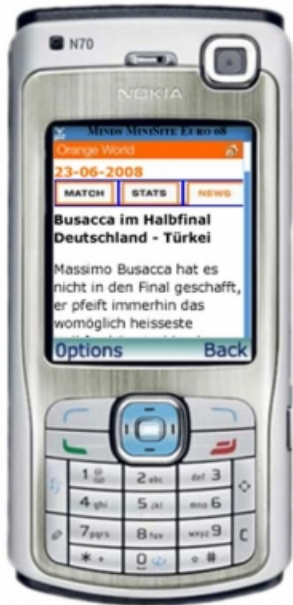 N70
NOKIA
MINDS MINISITE EURO 08
Orange World
23-06-2008
MATCH STATS NEWS
Busacca im Halbfinal
Deutschland - Türkei
Massimo Busacca hat es
nicht in den Final geschafft,
er pfeift immerhin das
womöglich heisseste
Options Back
1
2 abc
def 3
4 ghi
5 jkl
mno 6
7 pqrs
8 tuv
wxyz 9
C
* +
0
#